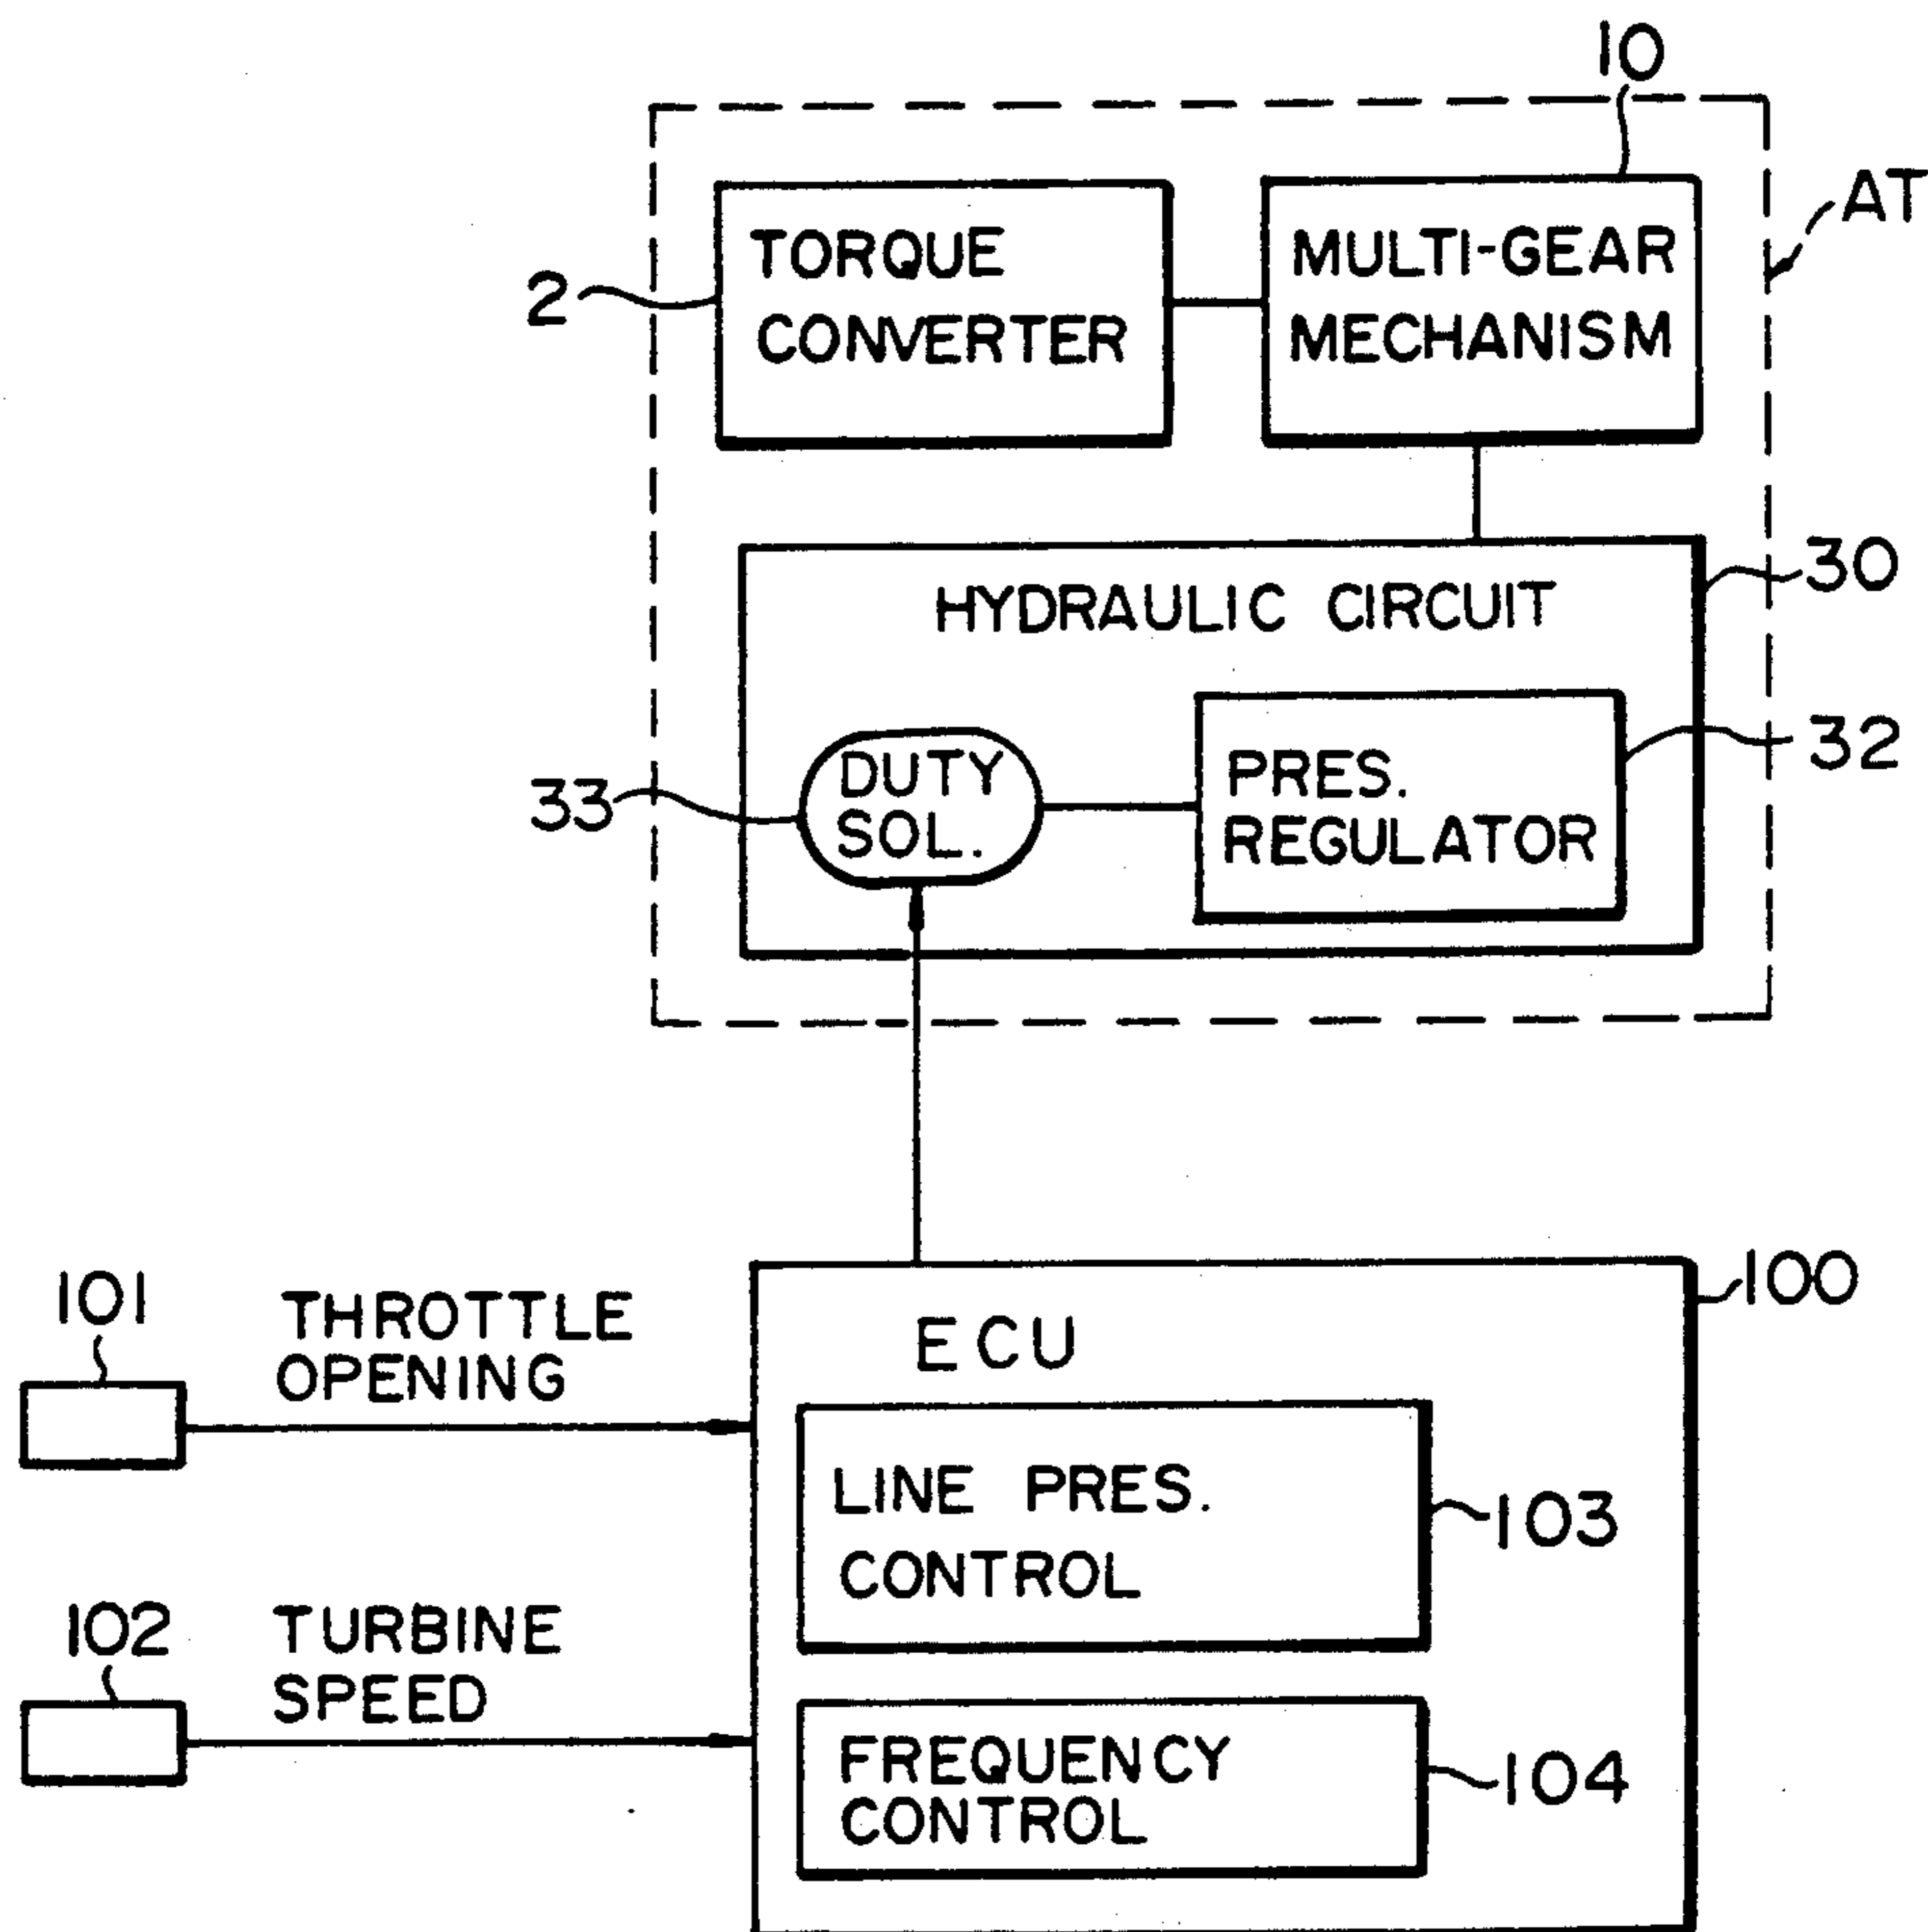 10
AT
TORQUE
CONVERTER
MULTI-GEAR
MECHANISM
2
30
HYDRAULIC CIRCUIT
32
33
DUTY
SOL.
PRES.
REGULATOR
100
101
THROTTLE
OPENING
ECU
LINE PRES.
CONTROL
103
102
TURBINE
SPEED
FREQUENCY
CONTROL
104